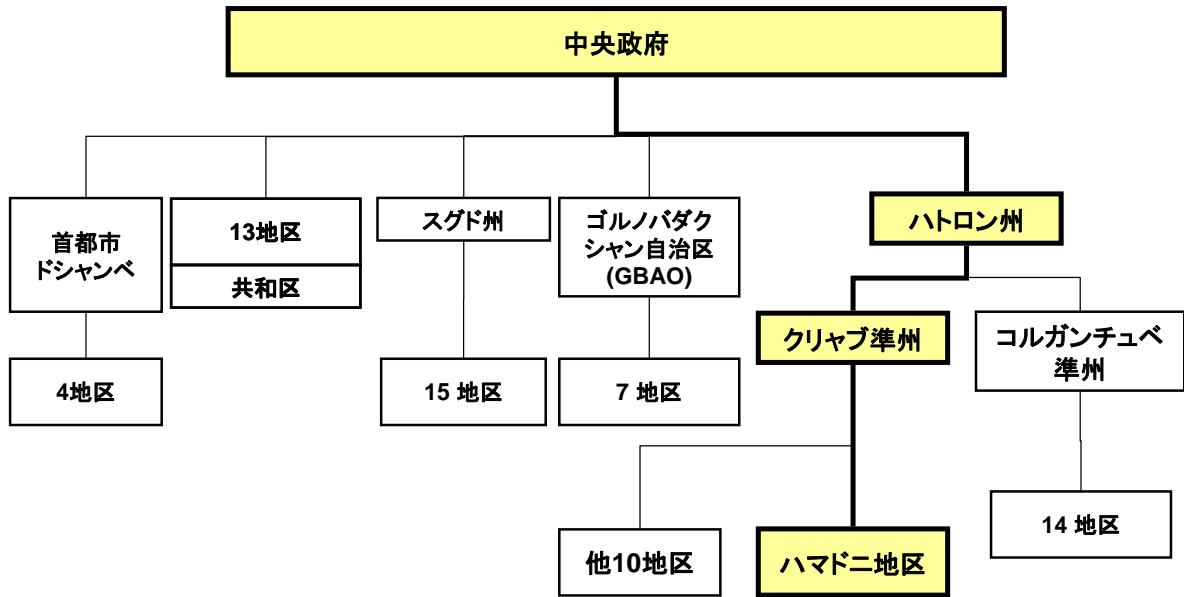 中央政府
首都市
ドシャンベ
13地区
共和区
スグド州
ゴルノバダク
シャン自治区
(GBAO)
ハトロン州
4地区
15 地区
7 地区
クリャブ準州
コルガンチュベ
準州
他10地区
ハマドニ地区
14 地区